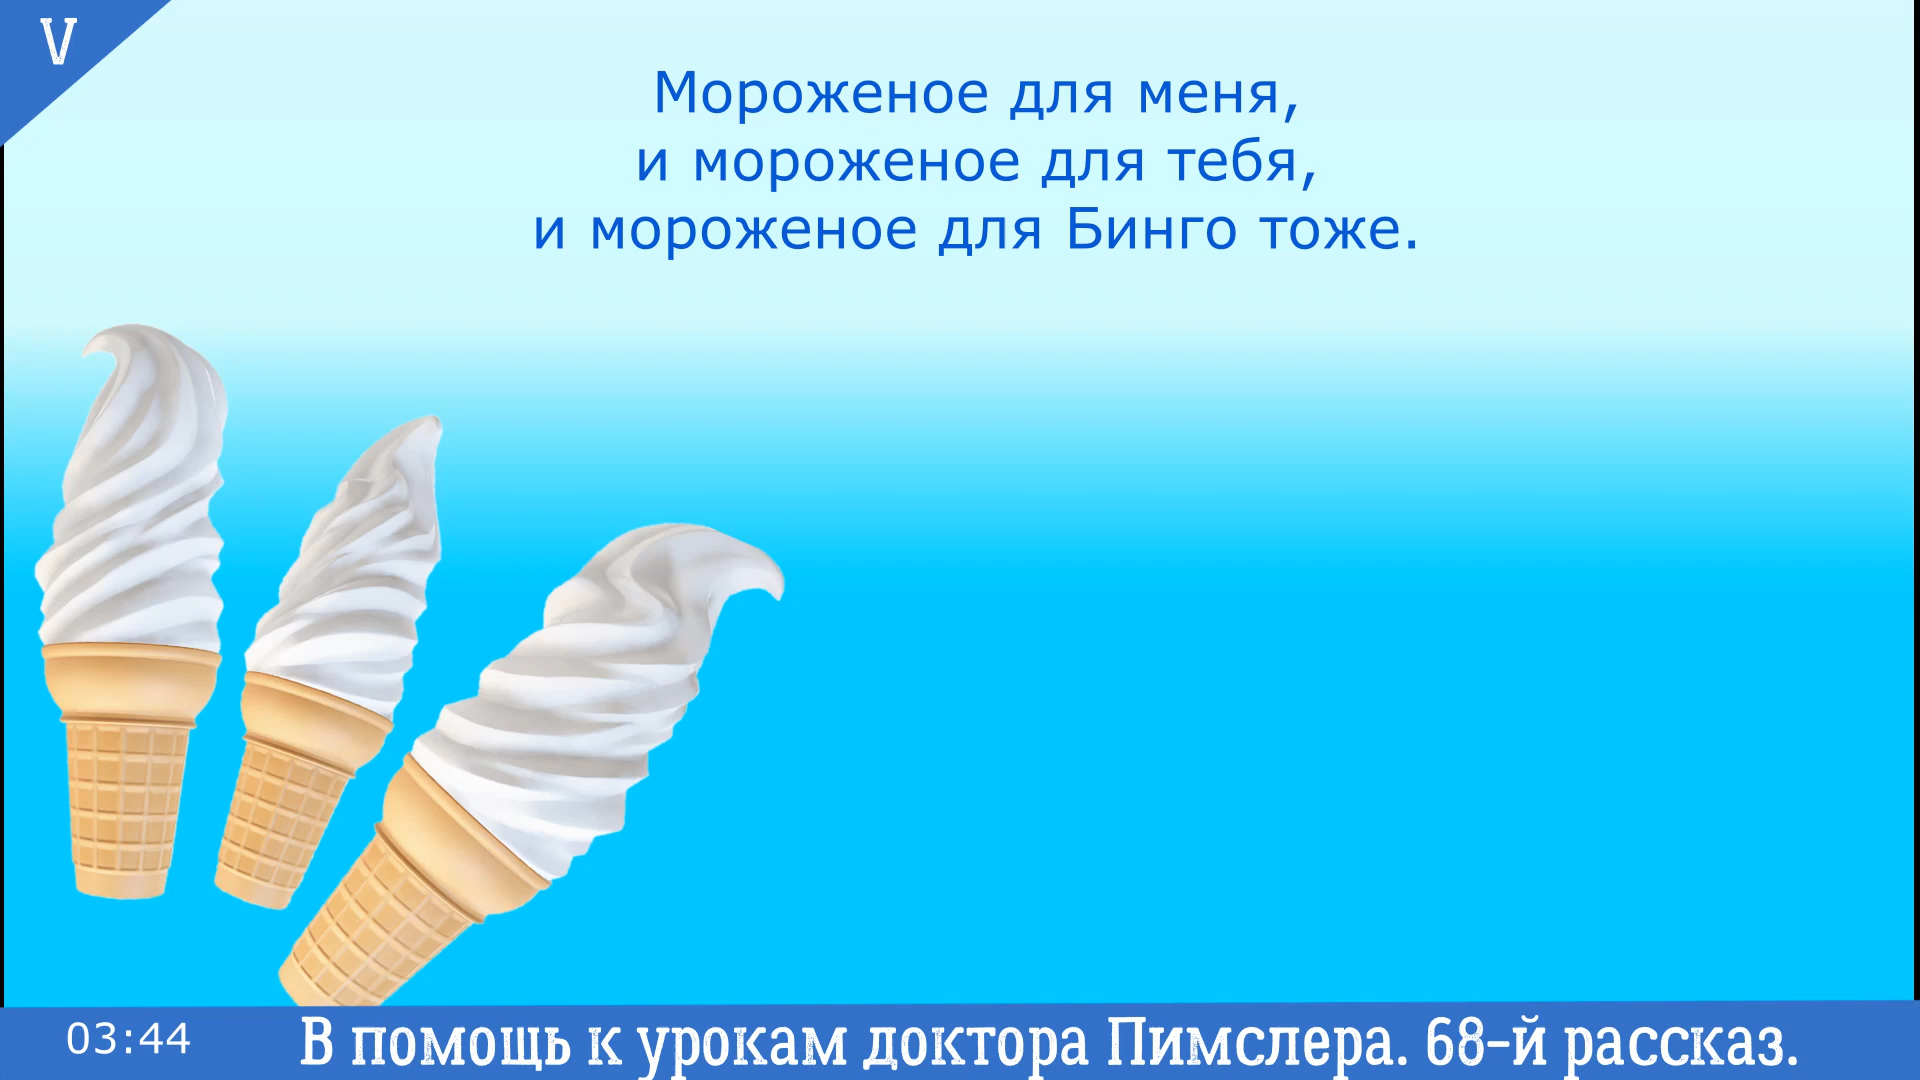 V
Мороженое для меня,
и мороженое для тебя,
и мороженое для Бинго тоже.
03:44
В помощь к урокам доктора Пимслера. 68-й рассказ.